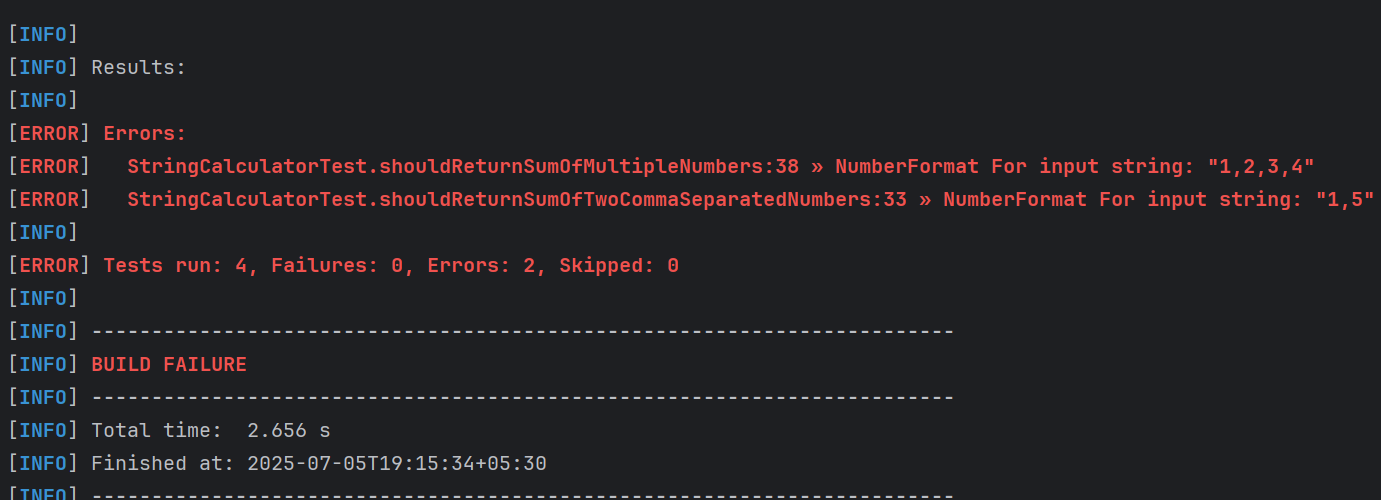 [INFO]
[INFO] Results:
[INFO]
[ERROR] Errors:
[ERROR]   StringCalculatorTest.shouldReturnSumOfMultipleNumbers:38 » NumberFormat For input string: "1,2,3,4"
[ERROR]   StringCalculatorTest.shouldReturnSumOfTwoCommaSeparatedNumbers:33 » NumberFormat For input string: "1,5"
[INFO]
[ERROR] Tests run: 4, Failures: 0, Errors: 2, Skipped: 0
[INFO]
[INFO] ------------------------------------------------------------------------
[INFO] BUILD FAILURE
[INFO] ------------------------------------------------------------------------
[INFO] Total time:  2.656 s
[INFO] Finished at: 2025-07-05T19:15:34+05:30
[INFO] ------------------------------------------------------------------------